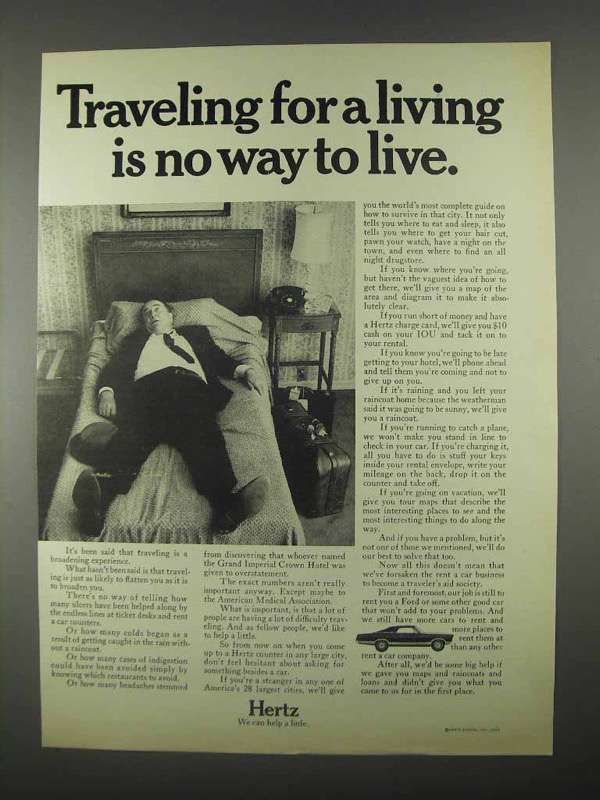 Traveling for a living
is no way to live.
It's been said that traveling is a
broadening experience.
What hasn't been said is that travel-
ing is just as likely to flatten you as it is
to broaden you.
There's no way of telling how
many ulcers have been helped along by
the endless lines at ticket desks and rent
a car counters.
Or how many colds began as a
result of getting caught in the rain with-
out a raincoat.
Or how many cases of indigestion
could have been avoided simply by
knowing which restaurants to avoid.
Or how many headaches stemmed
from discovering that whoever named
the Grand Imperial Crown Hotel was
given to overstatement.
The exact numbers aren't really
important anyway. Except maybe to
the American Medical Association.
What is important, is that a lot of
people are having a lot of difficulty trav-
eling. And as fellow people, we'd like
to help a little.
So from now on when you come
up to a Hertz counter in any large city,
don't feel hesitant about asking for
something besides a car.
If you're a stranger in any one of
America's 28 largest cities, we'll give
you the world's most complete guide on
how to survive in that city. It not only
tells you where to eat and sleep, it also
tells you where to get your hair cut,
pawn your watch, have a night on the
town, and even where to find an all
night drugstore.
If you know where you're going,
but haven't the vaguest idea of how to
get there, we'll give you a map of the
area and diagram it to make it abso-
lutely clear.
If you run short of money and have
a Hertz charge card, we'll give you $10
cash on your IOU and tack it on to
your rental.
If you know you're going to be late
getting to your hotel, we'll phone ahead
and tell them you're coming and not to
give up on you.
If it's raining and you left your
raincoat home because the weatherman
said it was going to be sunny, we'll give
you a raincoat.
If you're running to catch a plane,
we won't make you stand in line to
check in your car. If you're charging it,
all you have to do is stuff your keys
inside your rental envelope, write your
mileage on the back, drop it on the
counter and take off.
If you're going on vacation, we'll
give you tour maps that describe the
most interesting places to see and the
most interesting things to do along the
way.
And if you have a problem, but it's
not one of those we mentioned, we'll do
our best to solve that too.
Now all this doesn't mean that
we've forsaken the rent a car business
to become a traveler's aid society.
First and foremost, our job is still to
rent you a Ford or some other good car
that won't add to your problems. And
we still have more cars to rent and
more places to
rent them at
than any other
rent a car company.
After all, we'd be some big help if
we gave you maps and raincoats and
loans and didn't give you what you
came to us for in the first place.
Hertz
We can help a little.